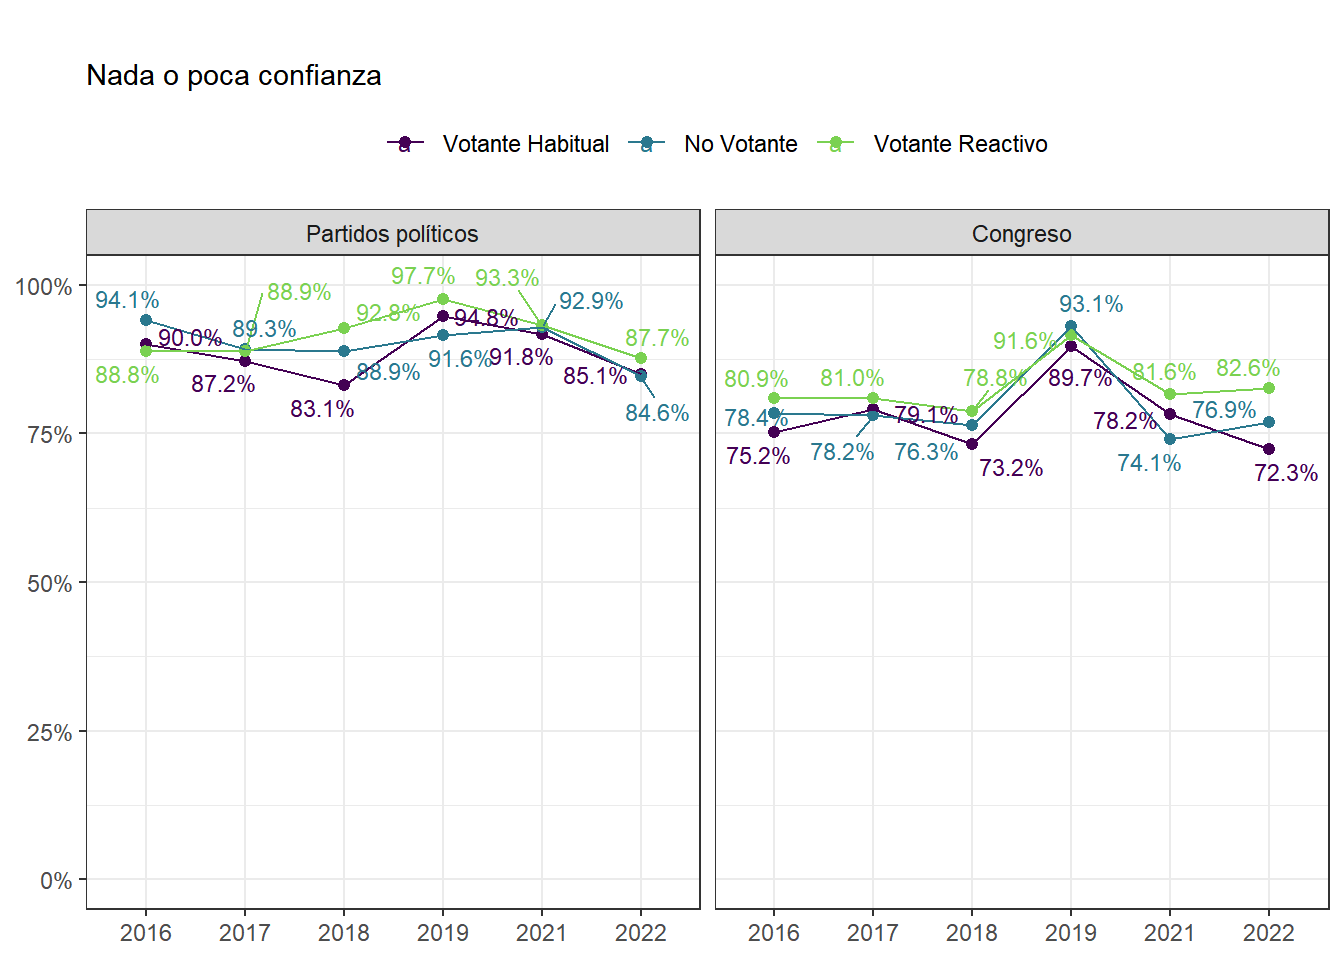 Nada o poca confianza
a Votante Habitual a No Votante a Votante Reactivo
Partidos políticos
Congreso
100%
75%
50%
25%
0%
97.7% 93.3%
94.1% 88.9% 92.9%
90.0% 89.3% 92.8% 94.8%
87.7%
88.8% 87.2% 88.9% 91.6% 91.8% 85.1%
83.1% 84.6%
93.1%
91.6%
80.9% 81.0% 78.8% 89.7% 81.6% 82.6%
78.4% 79.1% 78.2% 76.9%
75.2% 78.2% 76.3% 73.2% 74.1% 72.3%
2016 2017 2018 2019 2021 2022
2016 2017 2018 2019 2021 2022